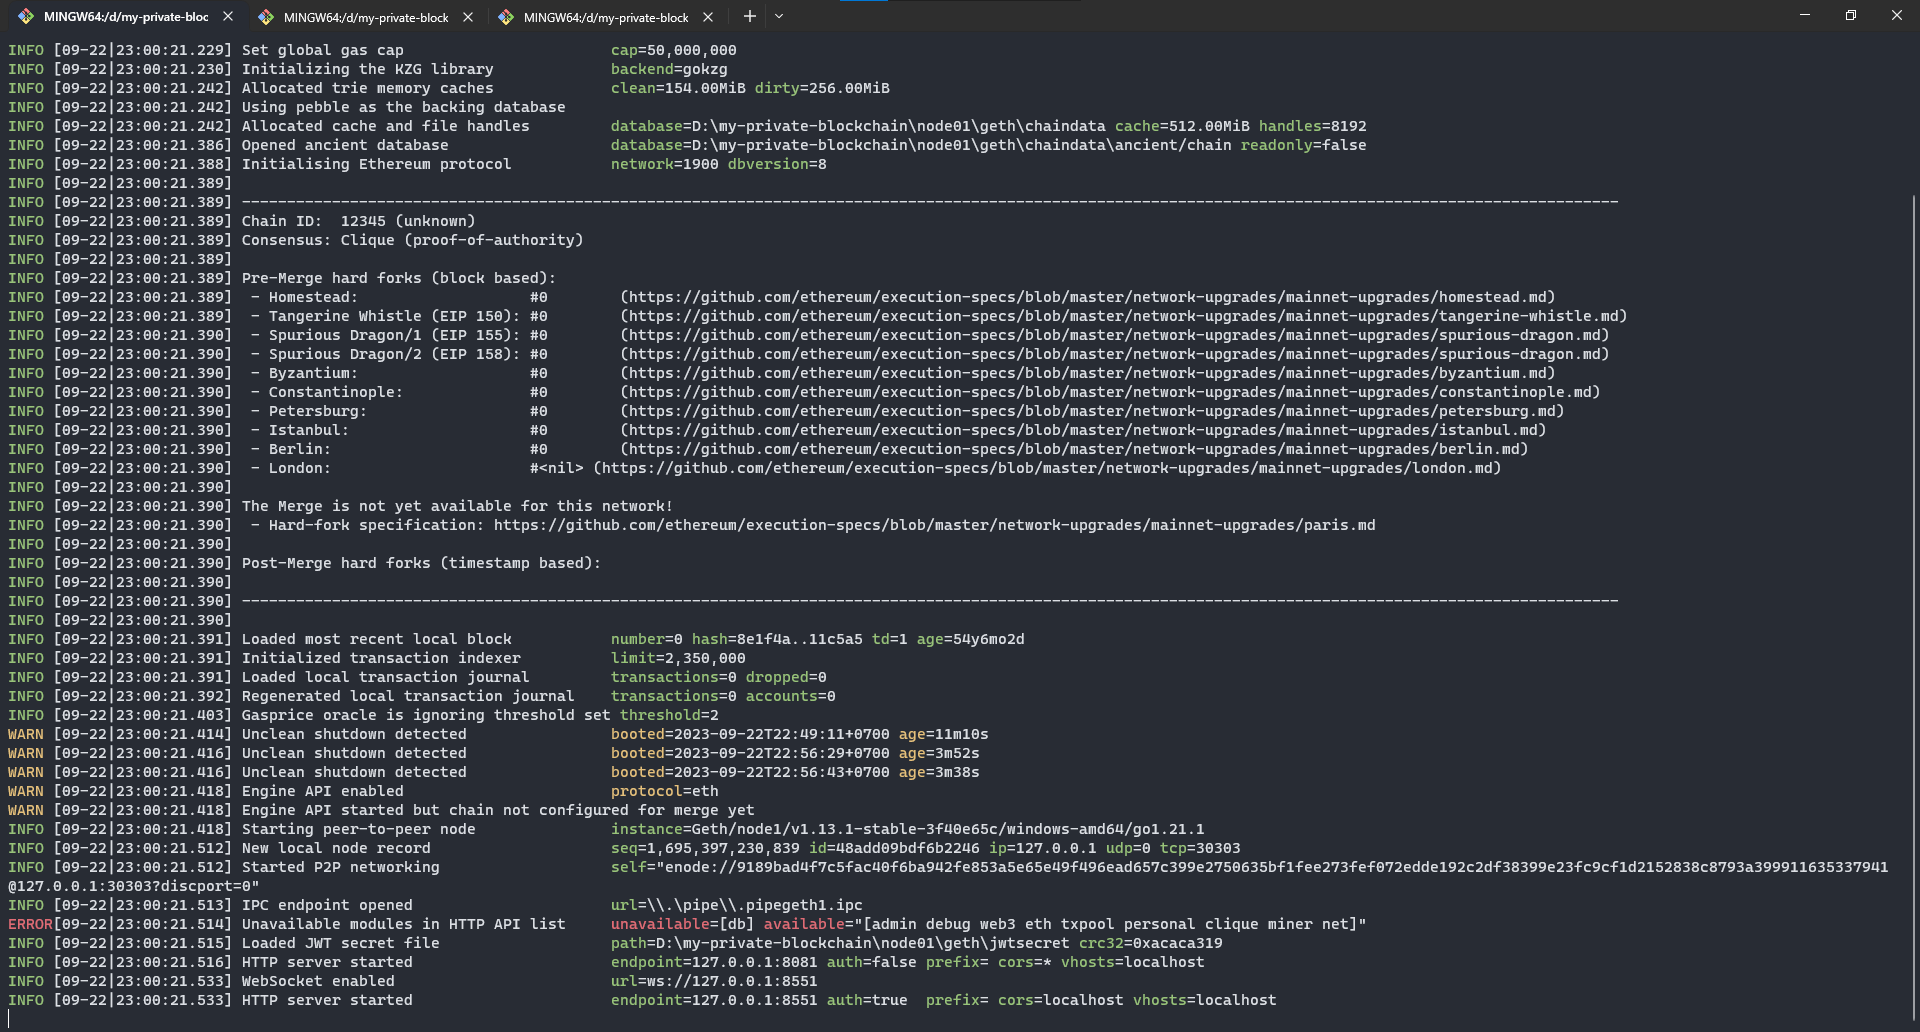 MINGW64:/d/my-private-bloc
MINGW64:/d/my-private-block
MINGW64:/d/my-private-block
INFO [09-22|23:00:21.229] Set global gas cap                       cap=50,000,000
INFO [09-22|23:00:21.230] Initializing the KZG library             backend=gokzg
INFO [09-22|23:00:21.242] Allocated trie memory caches             clean=154.00MiB dirty=256.00MiB
INFO [09-22|23:00:21.242] Using pebble as the backing database
INFO [09-22|23:00:21.242] Allocated cache and file handles         database=D:\my-private-blockchain\node01\geth\chaindata cache=512.00MiB handles=8192
INFO [09-22|23:00:21.386] Opened ancient database                  database=D:\my-private-blockchain\node01\geth\chaindata\ancient/chain readonly=false
INFO [09-22|23:00:21.388] Initialising Ethereum protocol           network=1900 dbversion=8
INFO [09-22|23:00:21.389]
INFO [09-22|23:00:21.389] ---------------------------------------------------------------------------------------------------------------------------------------------------------
INFO [09-22|23:00:21.389] Chain ID:  12345 (unknown)
INFO [09-22|23:00:21.389] Consensus: Clique (proof-of-authority)
INFO [09-22|23:00:21.389]
INFO [09-22|23:00:21.389] Pre-Merge hard forks (block based):
INFO [09-22|23:00:21.389]  - Homestead:                   #0        (https://github.com/ethereum/execution-specs/blob/master/network-upgrades/mainnet-upgrades/homestead.md)
INFO [09-22|23:00:21.389]  - Tangerine Whistle (EIP 150): #0        (https://github.com/ethereum/execution-specs/blob/master/network-upgrades/mainnet-upgrades/tangerine-whistle.md)
INFO [09-22|23:00:21.390]  - Spurious Dragon/1 (EIP 155): #0        (https://github.com/ethereum/execution-specs/blob/master/network-upgrades/mainnet-upgrades/spurious-dragon.md)
INFO [09-22|23:00:21.390]  - Spurious Dragon/2 (EIP 158): #0        (https://github.com/ethereum/execution-specs/blob/master/network-upgrades/mainnet-upgrades/spurious-dragon.md)
INFO [09-22|23:00:21.390]  - Byzantium:                   #0        (https://github.com/ethereum/execution-specs/blob/master/network-upgrades/mainnet-upgrades/byzantium.md)
INFO [09-22|23:00:21.390]  - Constantinople:              #0        (https://github.com/ethereum/execution-specs/blob/master/network-upgrades/mainnet-upgrades/constantinople.md)
INFO [09-22|23:00:21.390]  - Petersburg:                  #0        (https://github.com/ethereum/execution-specs/blob/master/network-upgrades/mainnet-upgrades/petersburg.md)
INFO [09-22|23:00:21.390]  - Istanbul:                    #0        (https://github.com/ethereum/execution-specs/blob/master/network-upgrades/mainnet-upgrades/istanbul.md)
INFO [09-22|23:00:21.390]  - Berlin:                      #0        (https://github.com/ethereum/execution-specs/blob/master/network-upgrades/mainnet-upgrades/berlin.md)
INFO [09-22|23:00:21.390]  - London:                      #<nil> (https://github.com/ethereum/execution-specs/blob/master/network-upgrades/mainnet-upgrades/london.md)
INFO [09-22|23:00:21.390]
INFO [09-22|23:00:21.390] The Merge is not yet available for this network!
INFO [09-22|23:00:21.390]  - Hard-fork specification: https://github.com/ethereum/execution-specs/blob/master/network-upgrades/mainnet-upgrades/paris.md
INFO [09-22|23:00:21.390]
INFO [09-22|23:00:21.390] Post-Merge hard forks (timestamp based):
INFO [09-22|23:00:21.390]
INFO [09-22|23:00:21.390] ---------------------------------------------------------------------------------------------------------------------------------------------------------
INFO [09-22|23:00:21.390]
INFO [09-22|23:00:21.391] Loaded most recent local block           number=0 hash=8e1f4a..11c5a5 td=1 age=54y6mo2d
INFO [09-22|23:00:21.391] Initialized transaction indexer          limit=2,350,000
INFO [09-22|23:00:21.391] Loaded local transaction journal         transactions=0 dropped=0
INFO [09-22|23:00:21.392] Regenerated local transaction journal    transactions=0 accounts=0
INFO [09-22|23:00:21.403] Gasprice oracle is ignoring threshold set threshold=2
WARN [09-22|23:00:21.414] Unclean shutdown detected                booted=2023-09-22T22:49:11+0700 age=11m10s
WARN [09-22|23:00:21.416] Unclean shutdown detected                booted=2023-09-22T22:56:29+0700 age=3m52s
WARN [09-22|23:00:21.416] Unclean shutdown detected                booted=2023-09-22T22:56:43+0700 age=3m38s
WARN [09-22|23:00:21.418] Engine API enabled                       protocol=eth
WARN [09-22|23:00:21.418] Engine API started but chain not configured for merge yet
INFO [09-22|23:00:21.418] Starting peer-to-peer node               instance=Geth/node1/v1.13.1-stable-3f40e65c/windows-amd64/go1.21.1
INFO [09-22|23:00:21.512] New local node record                    seq=1,695,397,230,839 id=48add09bdf6b2246 ip=127.0.0.1 udp=0 tcp=30303
INFO [09-22|23:00:21.512] Started P2P networking                   self="enode://9189bad4f7c5fac40f6ba942fe853a5e65e49f496ead657c399e2750635bf1fee273fef072edde192c2df38399e23fc9cf1d2152838c8793a399911635337941
@127.0.0.1:30303?discport=0"
INFO [09-22|23:00:21.513] IPC endpoint opened                      url=\\.\pipe\\.pipegeth1.ipc
ERROR[09-22|23:00:21.514] Unavailable modules in HTTP API list     unavailable=[db] available="[admin debug web3 eth txpool personal clique miner net]"
INFO [09-22|23:00:21.515] Loaded JWT secret file                   path=D:\my-private-blockchain\node01\geth\jwtsecret crc32=0xacaca319
INFO [09-22|23:00:21.516] HTTP server started                      endpoint=127.0.0.1:8081 auth=false prefix= cors=* vhosts=localhost
INFO [09-22|23:00:21.533] WebSocket enabled                        url=ws://127.0.0.1:8551
INFO [09-22|23:00:21.533] HTTP server started                      endpoint=127.0.0.1:8551 auth=true  prefix= cors=localhost vhosts=localhost